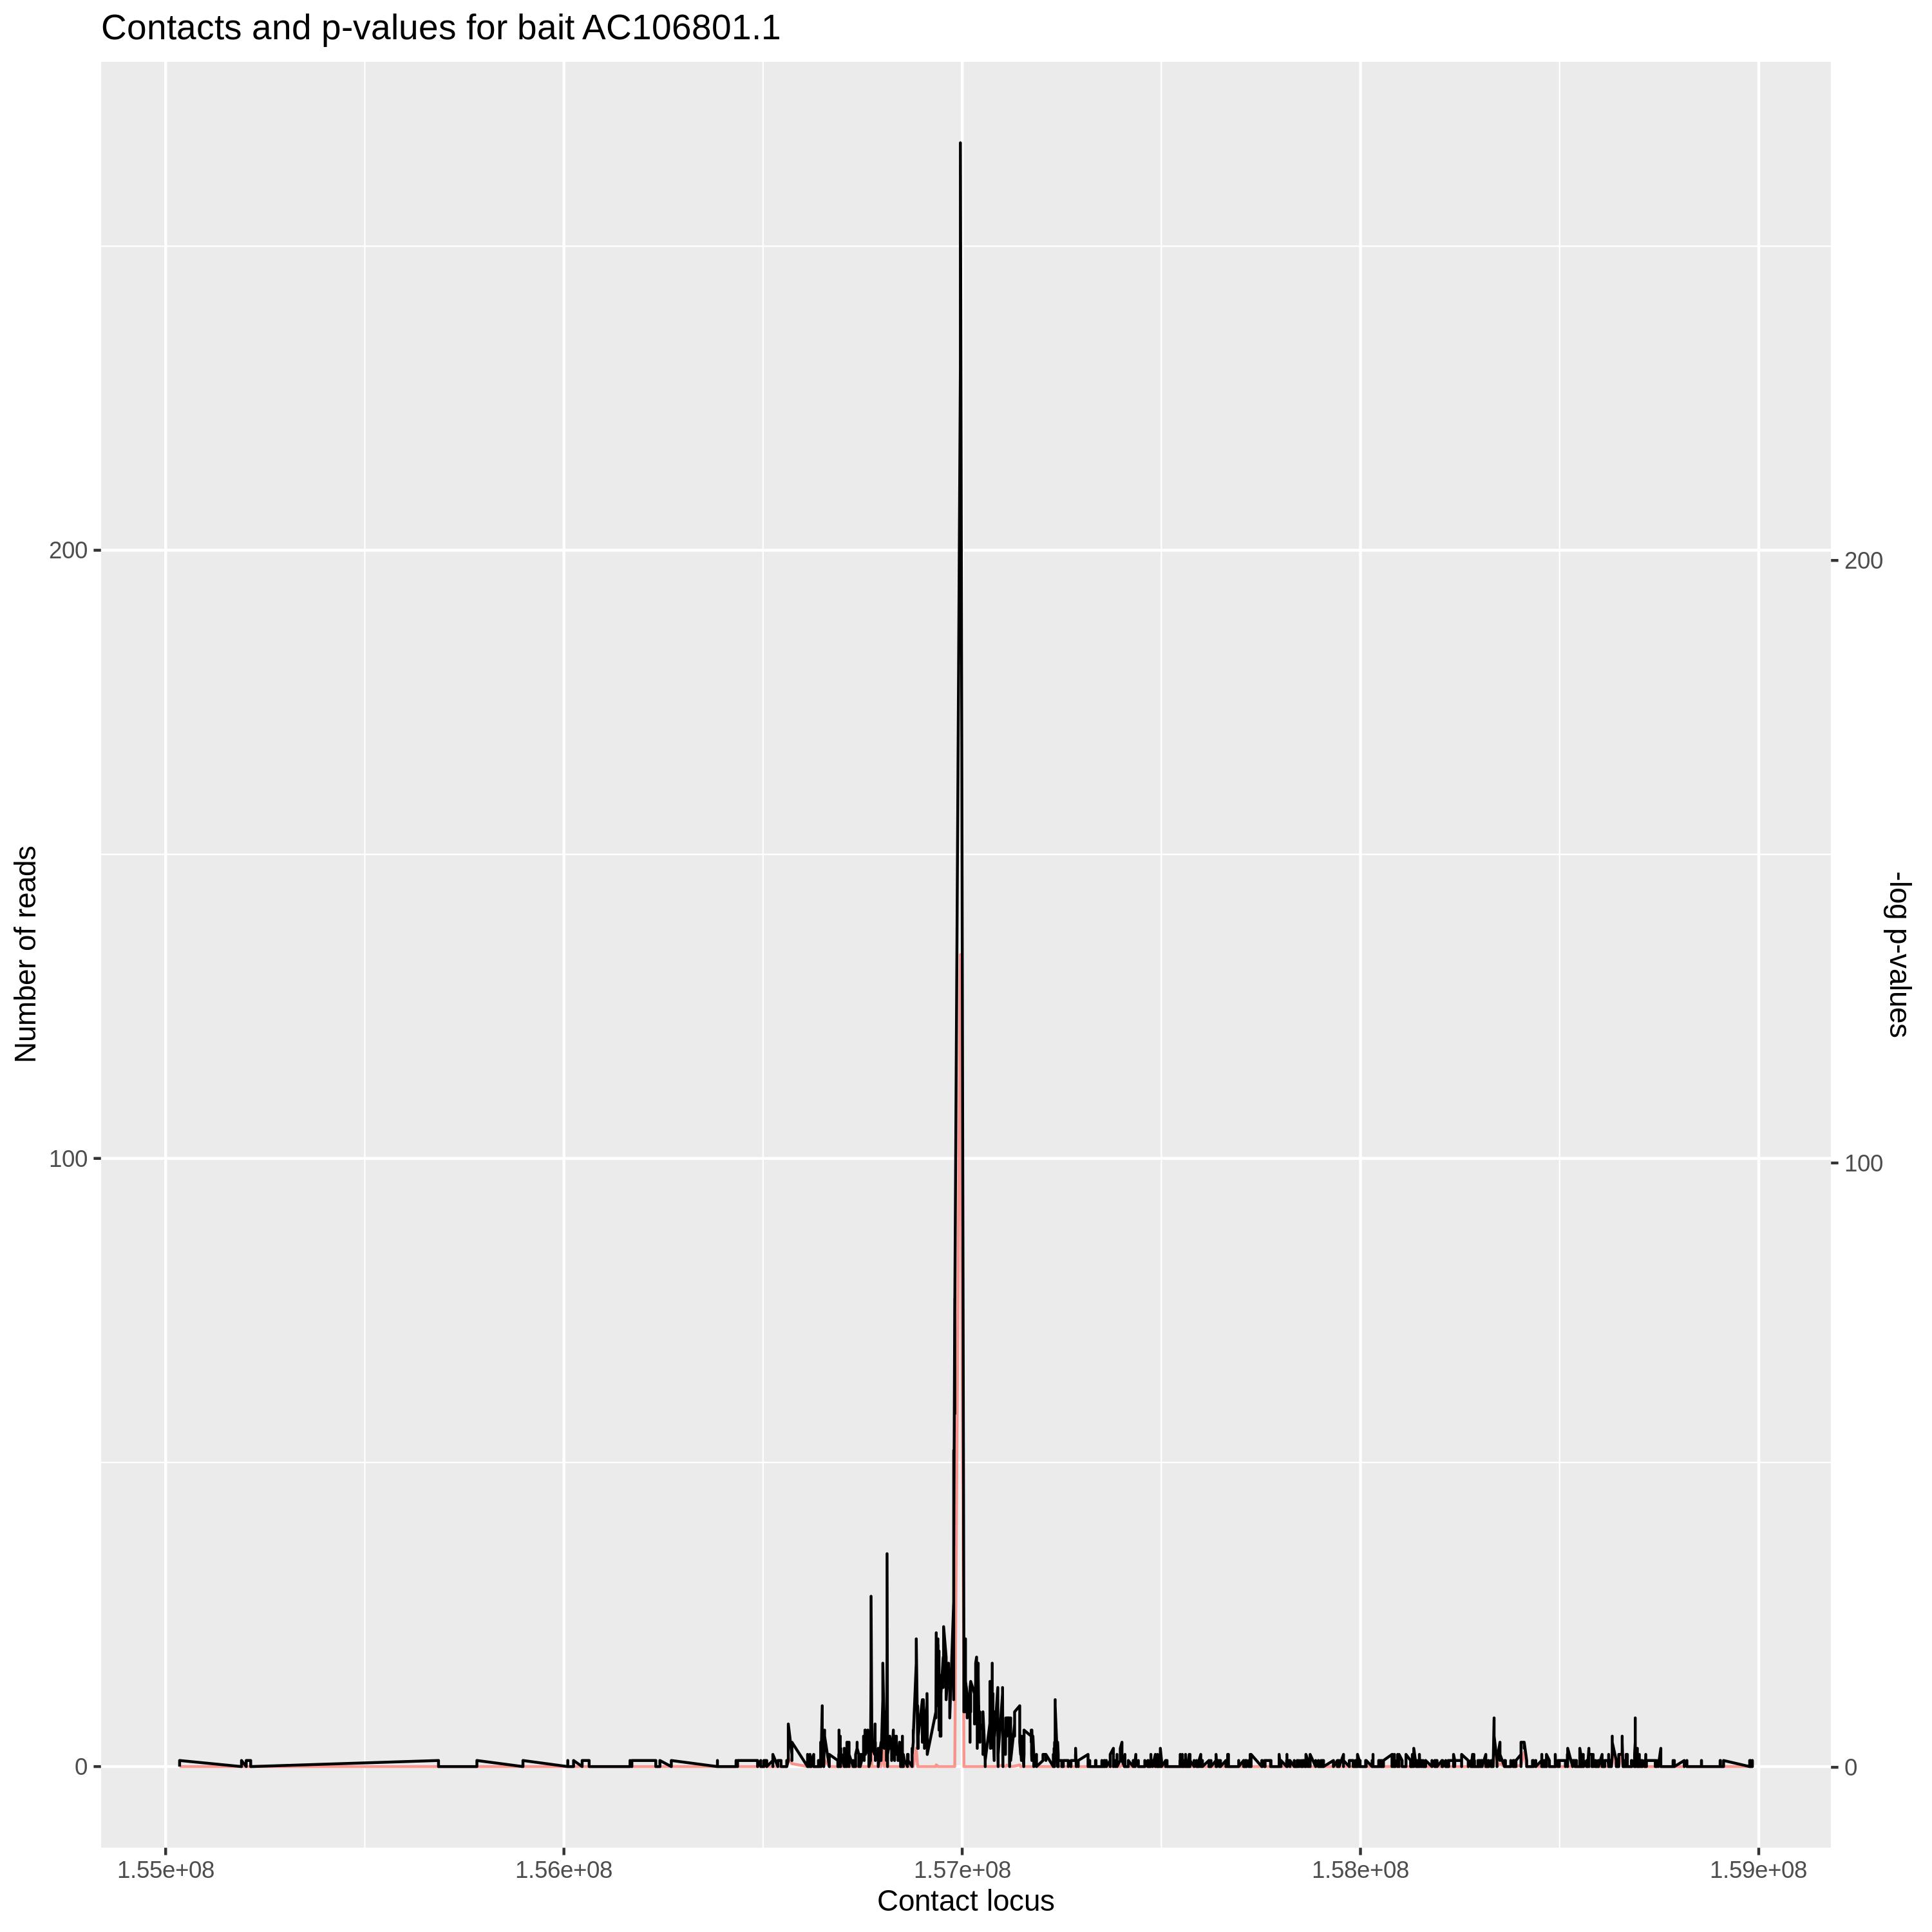 Contacts and p-values for bait AC106801.1
200
100
0
Number of reads
200
100
0
-log p-values
1.55e+08
1.56e+08
1.57e+08
1.58e+08
1.59e+08
Contact locus